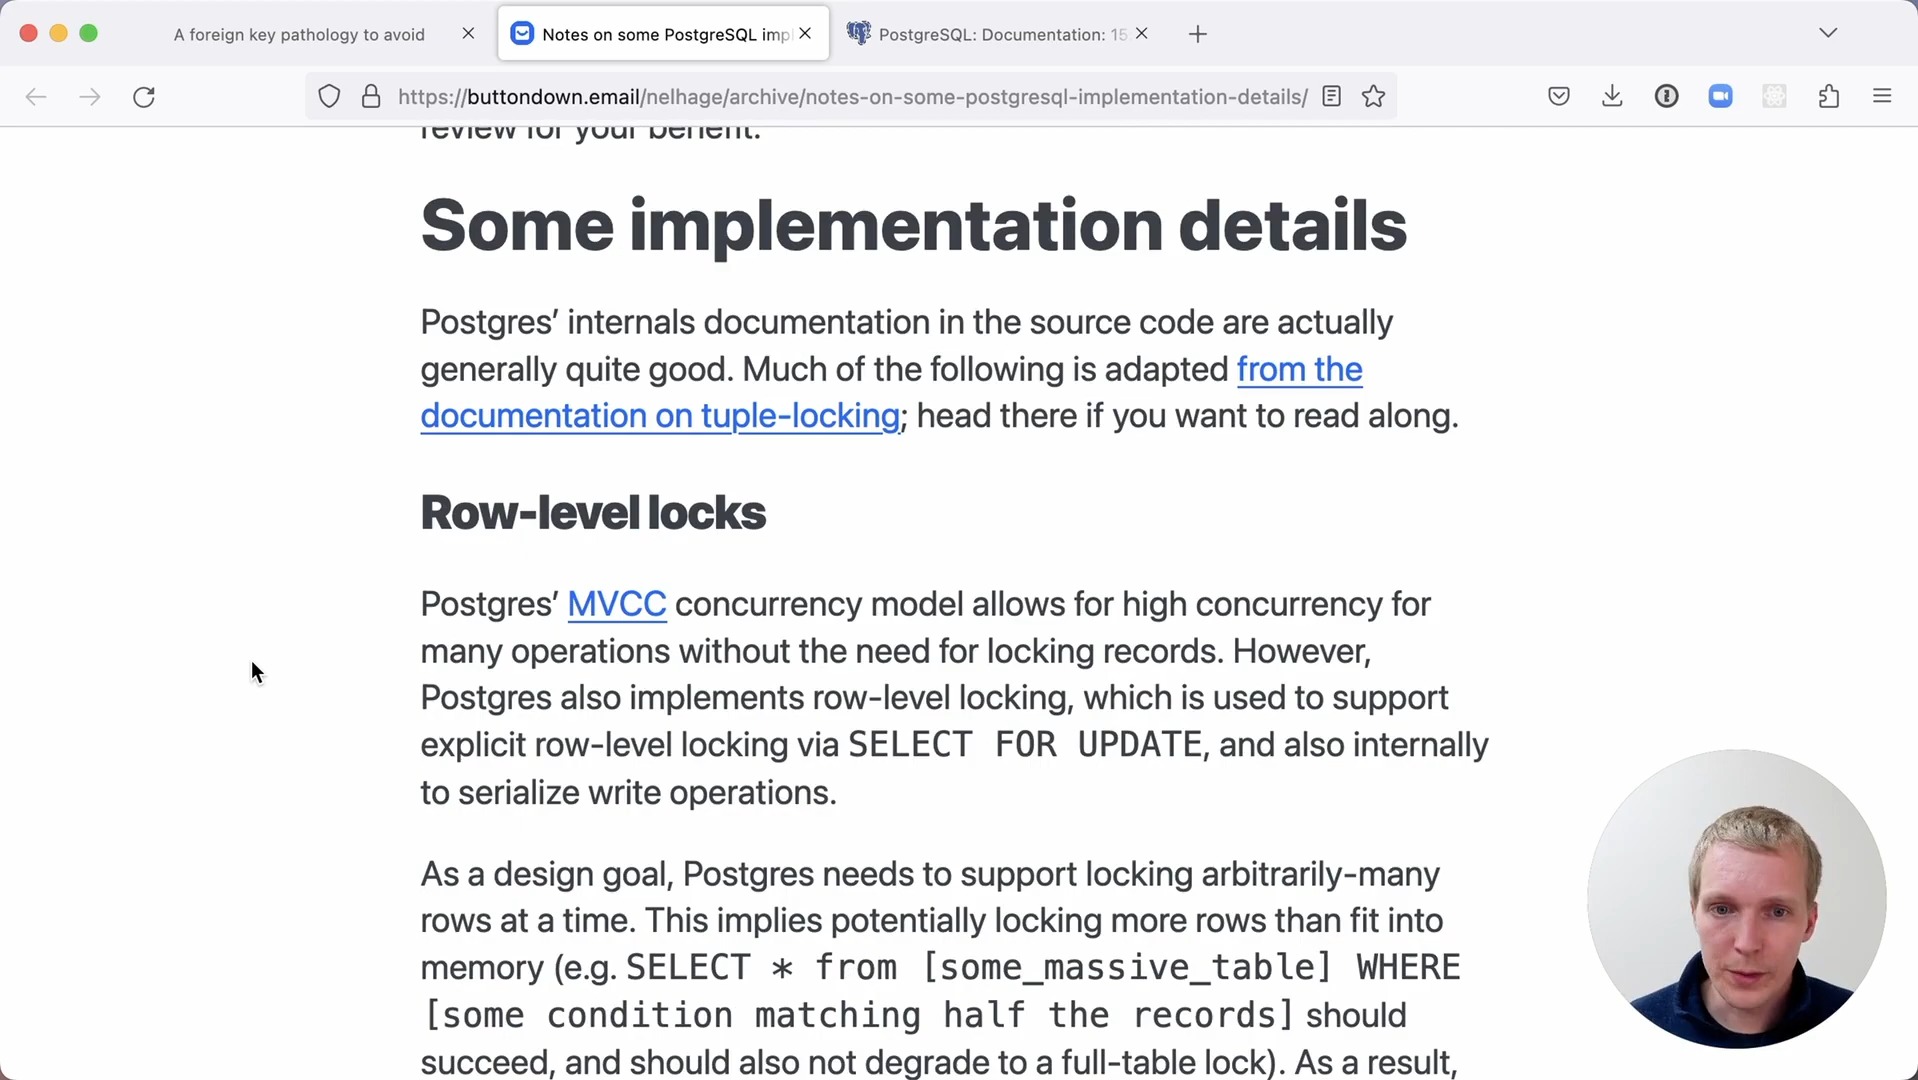 A foreign key pathology to avoid
Notes on some PostgreSQL imp
PostgreSQL: Documentation: 15
https://buttondown.email/nelhage/archive/notes-on-some-postgresql-implementation-details/
review for your benefit.
Some implementation details
Postgres’ internals documentation in the source code are actually
generally quite good. Much of the following is adapted from the
documentation on tuple-locking; head there if you want to read along.
Row-level locks
Postgres’ MVCC concurrency model allows for high concurrency for
many operations without the need for locking records. However,
Postgres also implements row-level locking, which is used to support
explicit row-level locking via SELECT FOR UPDATE, and also internally
to serialize write operations.
As a design goal, Postgres needs to support locking arbitrarily-many
rows at a time. This implies potentially locking more rows than fit into
memory (e.g. SELECT * from [some_massive_table] WHERE
[some condition matching half the records] should
succeed, and should also not degrade to a full-table lock). As a result,